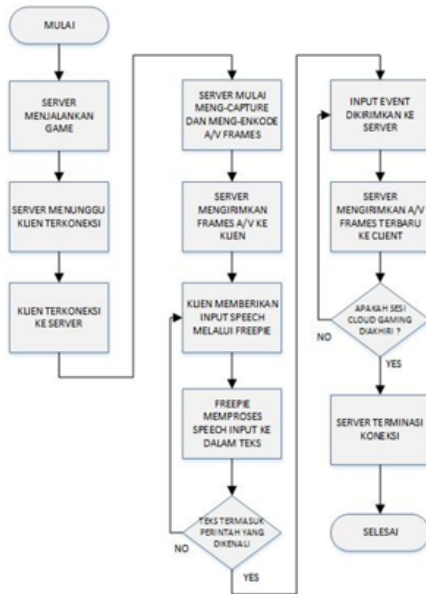 MULAI
SERVER
MENJALANKAN
GAME
SERVER MENUNGGU
KLIEN TERKONEKSI
KLIEN TERKONEKSI
KE SERVER
SERVER MULAI
MENG-CAPTURE
DAN MENG-ENKODE
A/V FRAMES
SERVER
MENGIRIMKAN
FRAMES A/V KE
KLIEN
KLIEN MEMBERIKAN
INPUT SPEECH
MELALUI FREEPIE
FREEPIE
MEMPROSES
SPEECH INPUT KE
DALAM TEKS
TEKS TERMASUK
PERINTAH YANG
DIKENALI
NO
YES
INPUT EVENT
DIKIRIMKAN KE
SERVER
SERVER
MENGIRIMKAN A/V
FRAMES TERBARU
KE CLIENT
APAKAH SESI
CLOUD GAMING
DIAKHIRI ?
NO
YES
SERVER TERMINASI
KONEKSI
SELESAI